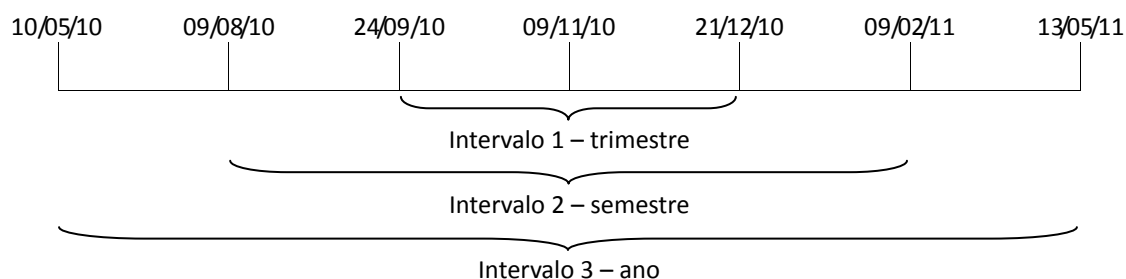 10/05/10 09/08/10 24/09/10 09/11/10 21/12/10 09/02/11 13/05/11
Intervalo 1 – trimestre
Intervalo 2 – semestre
Intervalo 3 – ano